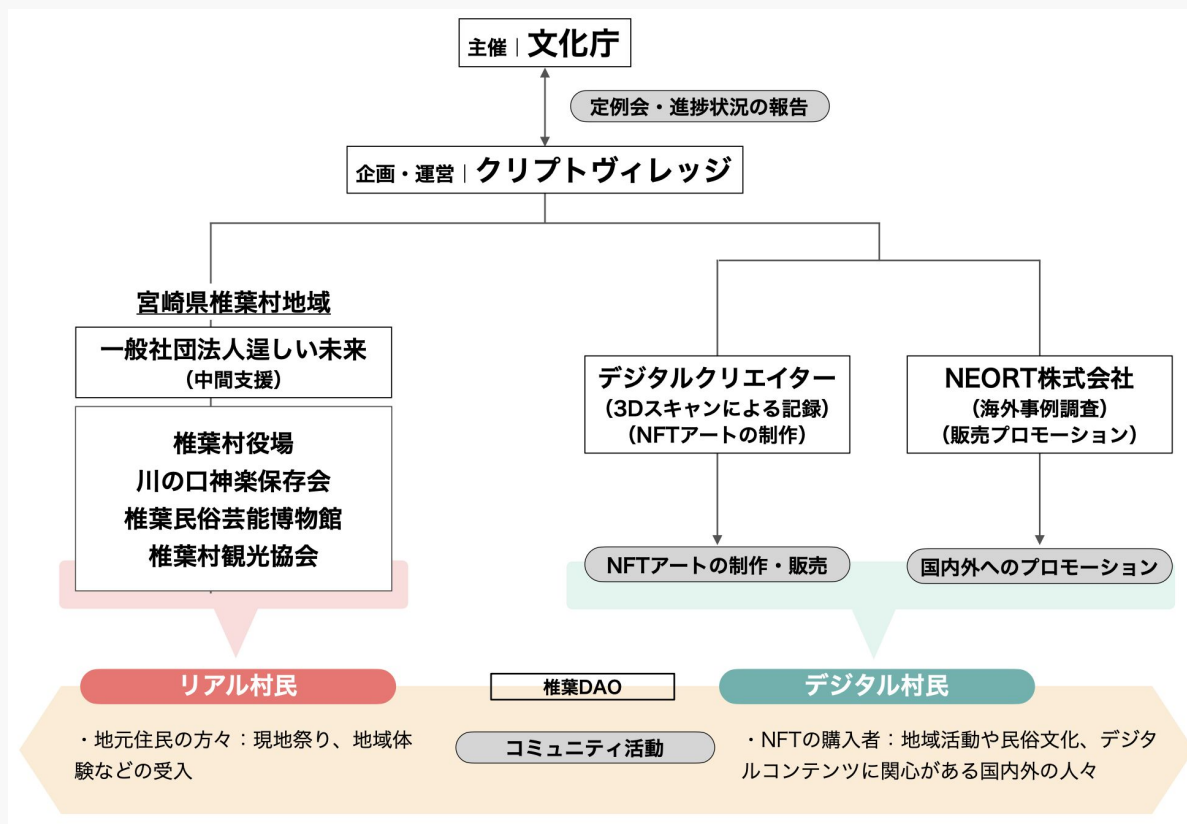 主催｜文化庁
定例会・進捗状況の報告
企画・運営｜クリプトヴィレッジ
宮崎県椎葉村地域
一般社団法人逞しい未来
（中間支援）
椎葉村役場
川の口神楽保存会
椎葉民俗芸能博物館
椎葉村観光協会
デジタルクリエイター
（3Dスキャンによる記録）
（NFTアートの制作）
NEORT株式会社
（海外事例調査）
（販売プロモーション）
NFTアートの制作・販売
国内外へのプロモーション
リアル村民
椎葉DAO
デジタル村民
・地元住民の方々：現地祭り、地域体
験などの受入
コミュニティ活動
・NFTの購入者：地域活動や民俗文化、デジタ
ルコンテンツに関心がある国内外の人々